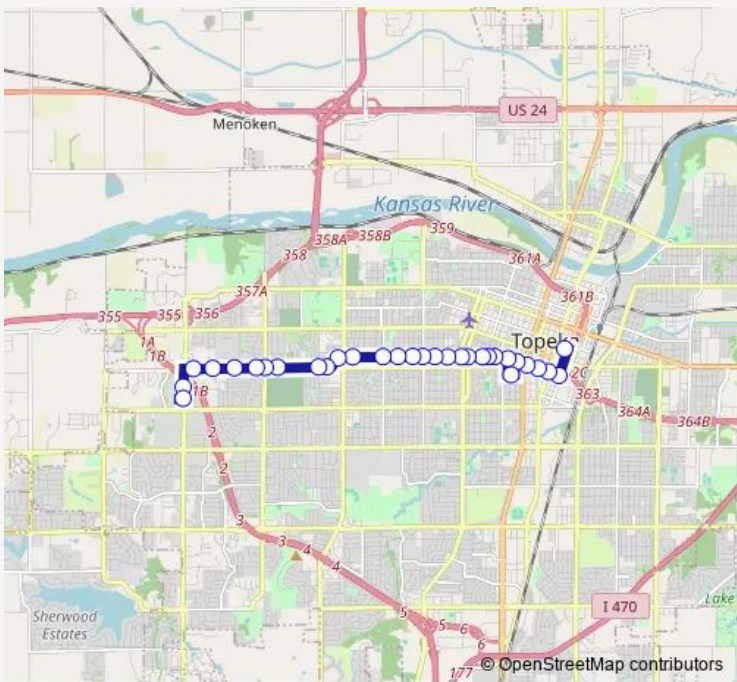 US 24
Menoken
Kansas River
359
358A
358B
358
361A
357A
361B
355
355
356
1A
1B
Tope
1B
2C
363
364A
364B
2
2
3
3
4
4
I 470
5
5
6
6
Sherwood
Estates
Lake
177
© OpenStreetMap contributors